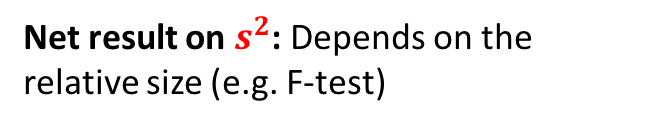 Net result on s²: Depends on the
relative size (e.g. F-test)